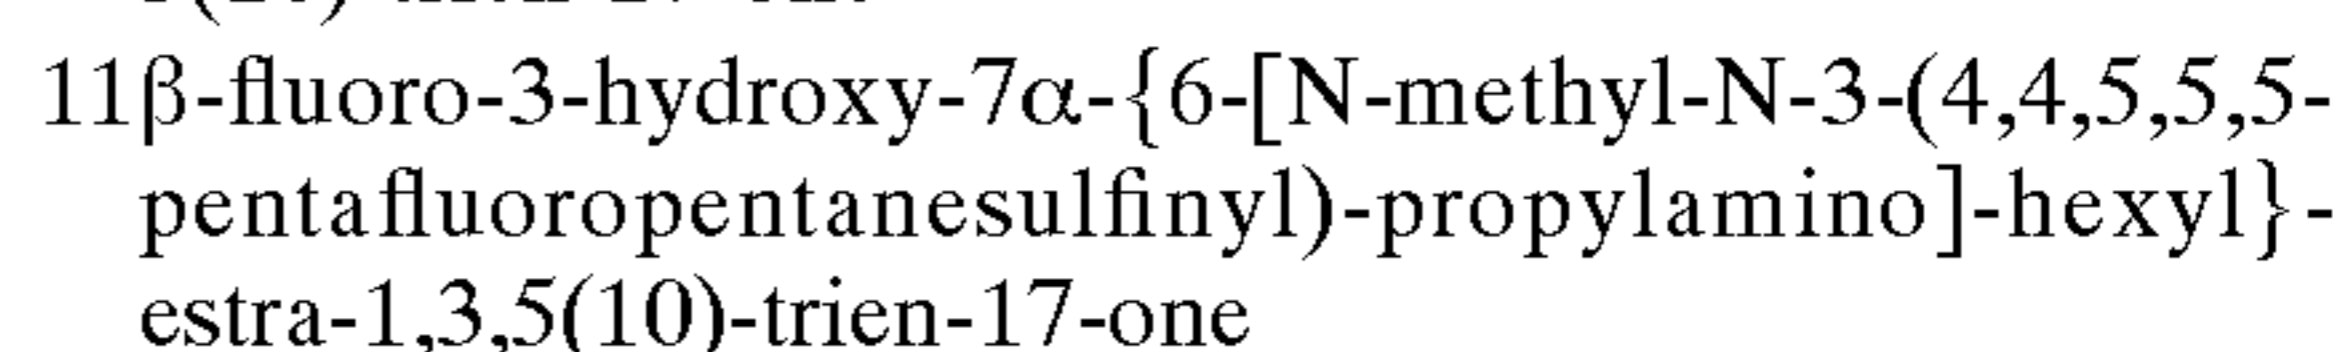 11β-fluoro-3-hydroxy-7α-{6-[N-methyl-N-3-(4,4,5,5,5-
pentafluoropentanesulfinyl)-propylamino]-hexyl}-
estra-1,3,5(10)-trien-17-one